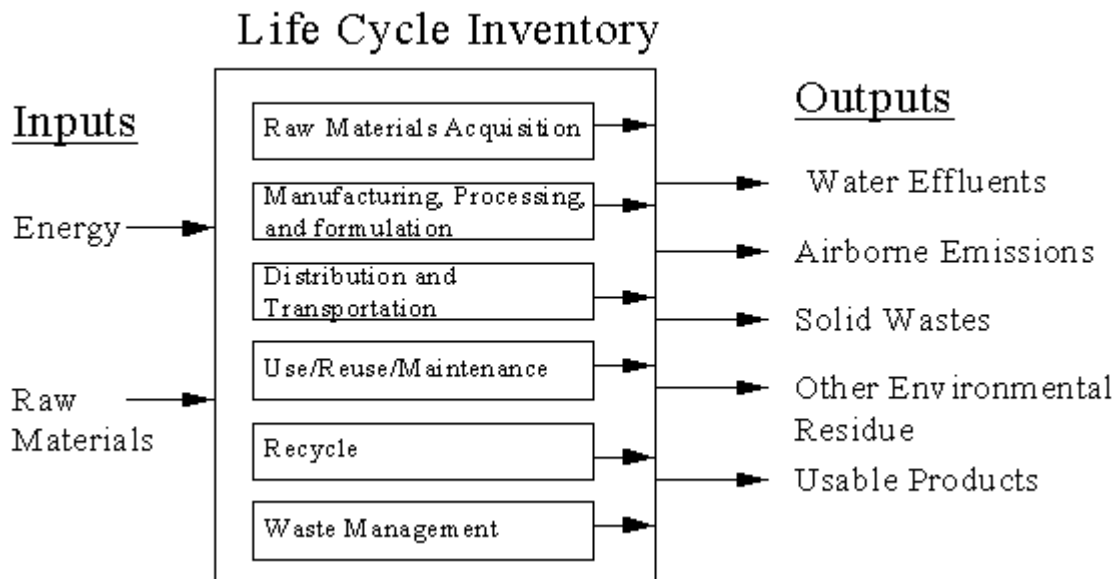 Life Cycle Inventory
Inputs
Energy
Raw
Materials
Raw Materials Acquisition
Manufacturing, Processing,
and formulation
Distribution and
Transportation
Use/Reuse/Maintenance
Recycle
Waste Management
Outputs
Water Effluents
Airborne Emissions
Solid Wastes
Other Environmental
Residue
Usable Products